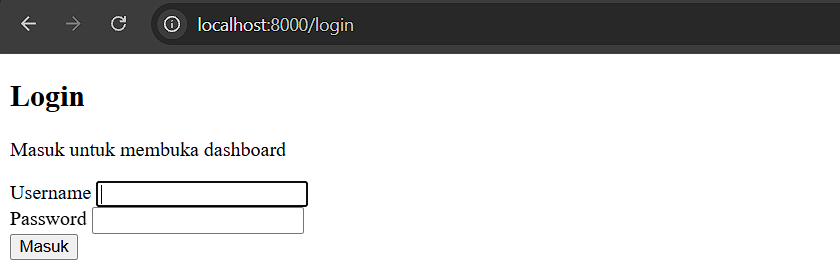 localhost:8000/login
Login
Masuk untuk membuka dashboard
Username
Password
Masuk